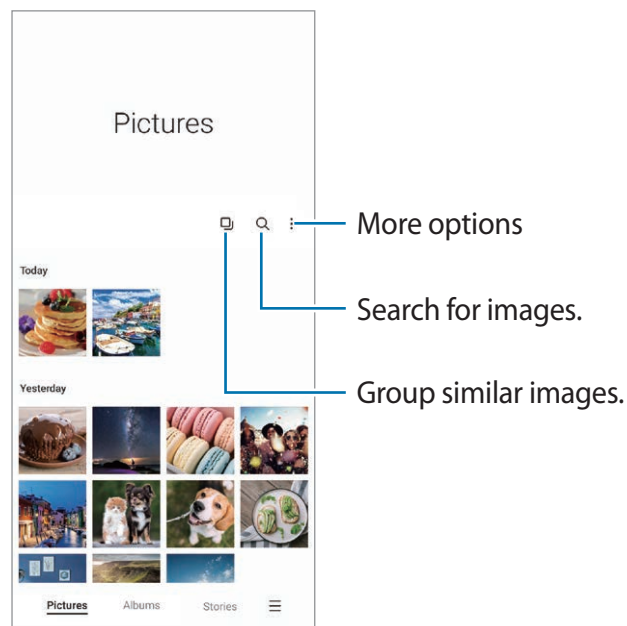 Pictures
More options
Today
Search for images.
Yesterday
Group similar images.
Pictures Albums Stories